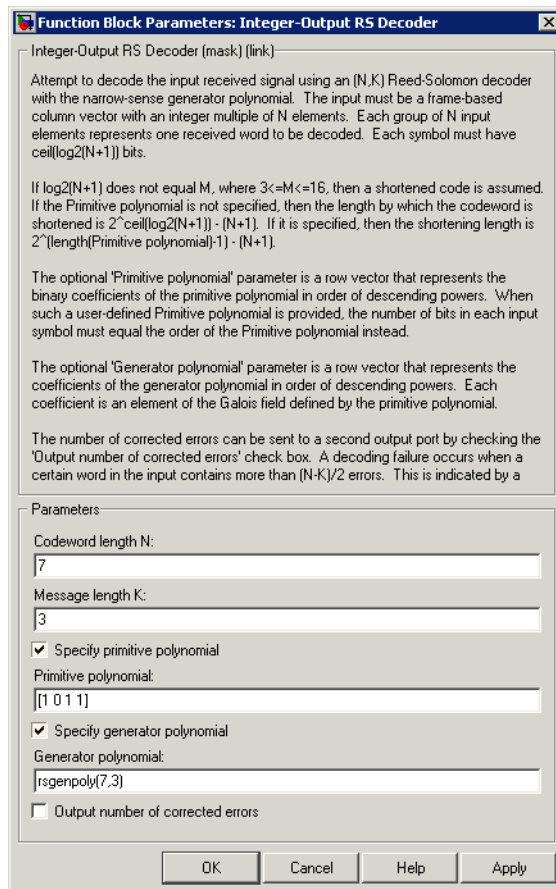 Function Block Parameters: Integer-Output RS Decoder
Integer-Output RS Decoder (mask) (link)
Attempt to decode the input received signal using an (N,K) Reed-Solomon decoder
with the narrow-sense generator polynomial.  The input must be a frame-based
column vector with an integer multiple of N elements.  Each group of N input
elements represents one received word to be decoded.  Each symbol must have
ceil(log2(N+1)) bits.
If log2(N+1) does not equal M, where 3<=M<=16, then a shortened code is assumed.
If the Primitive polynomial is not specified, then the length by which the codeword is
shortened is 2^ceil(log2(N+1)) - (N+1).  If it is specified, then the shortening length is
2^(length(Primitive polynomial)-1) - (N+1).
The optional 'Primitive polynomial' parameter is a row vector that represents the
binary coefficients of the primitive polynomial in order of descending powers.  When
such a user-defined Primitive polynomial is provided, the number of bits in each input
symbol must equal the order of the Primitive polynomial instead.
The optional 'Generator polynomial' parameter is a row vector that represents the
coefficients of the generator polynomial in order of descending powers.  Each
coefficient is an element of the Galois field defined by the primitive polynomial.
The number of corrected errors can be sent to a second output port by checking the
'Output number of corrected errors' check box.  A decoding failure occurs when a
certain word in the input contains more than (N-K)/2 errors.  This is indicated by a
Parameters
Codeword length N:
7
Message length K:
3
Specify primitive polynomial
Primitive polynomial:
[1 0 1 1]
Specify generator polynomial
Generator polynomial:
rsgenpoly(7,3)
Output number of corrected errors
OK Cancel Help Apply